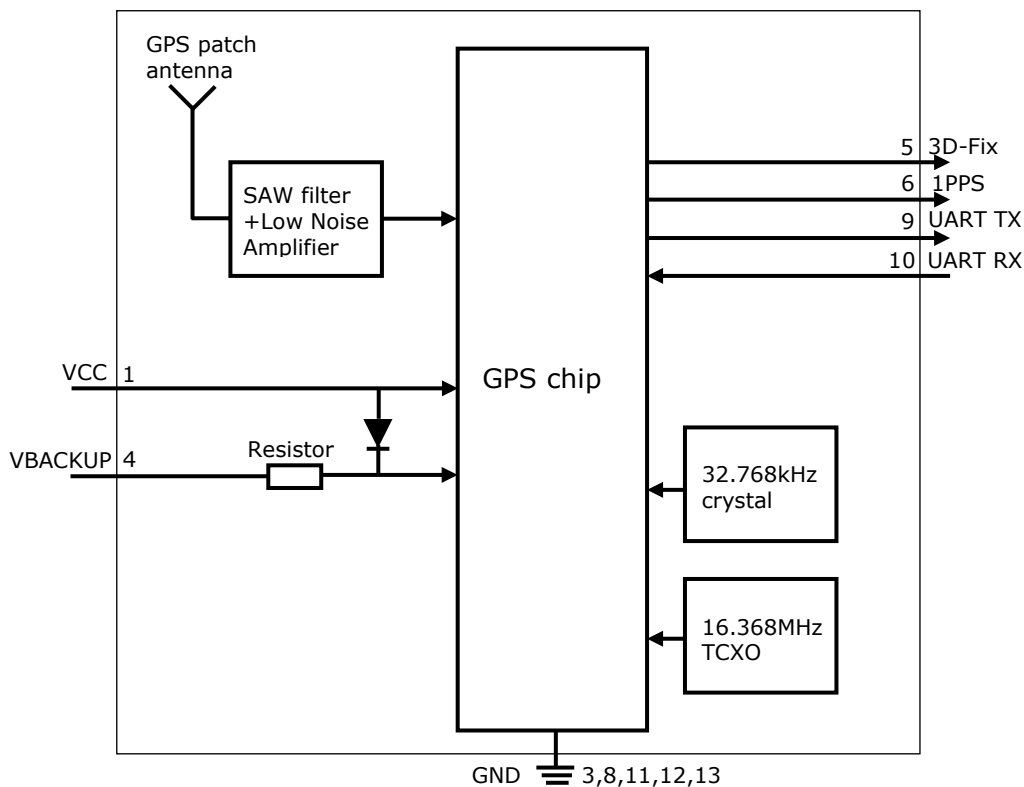 GPS patch
antenna
SAW filter
+Low Noise
Amplifier
5 3D-Fix
6 1PPS
9 UART TX
10 UART RX
VCC 1
GPS chip
VBACKUP 4
Resistor
32.768kHz
crystal
16.368MHz
TCXO
GND 3,8,11,12,13